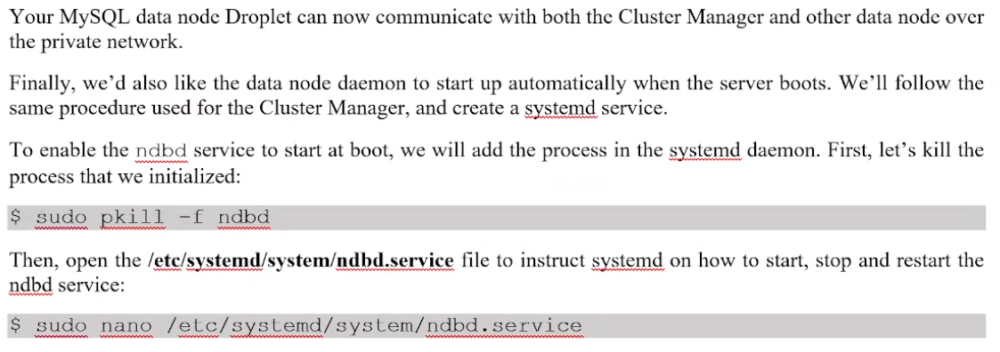 Your MySQL data node Droplet can now communicate with both the Cluster Manager and other data node over
the private network.
Finally, we’d also like the data node daemon to start up automatically when the server boots. We’ll follow the
same procedure used for the Cluster Manager, and create a systemd service.
To enable the ndbd service to start at boot, we will add the process in the systemd daemon. First, let’s kill the
process that we initialized:
$ sudo pkill -f ndbd
Then, open the /etc/systemd/system/ndbd.service file to instruct systemd on how to start, stop and restart the
ndbd service:
$ sudo nano /etc/systemd/system/ndbd.service